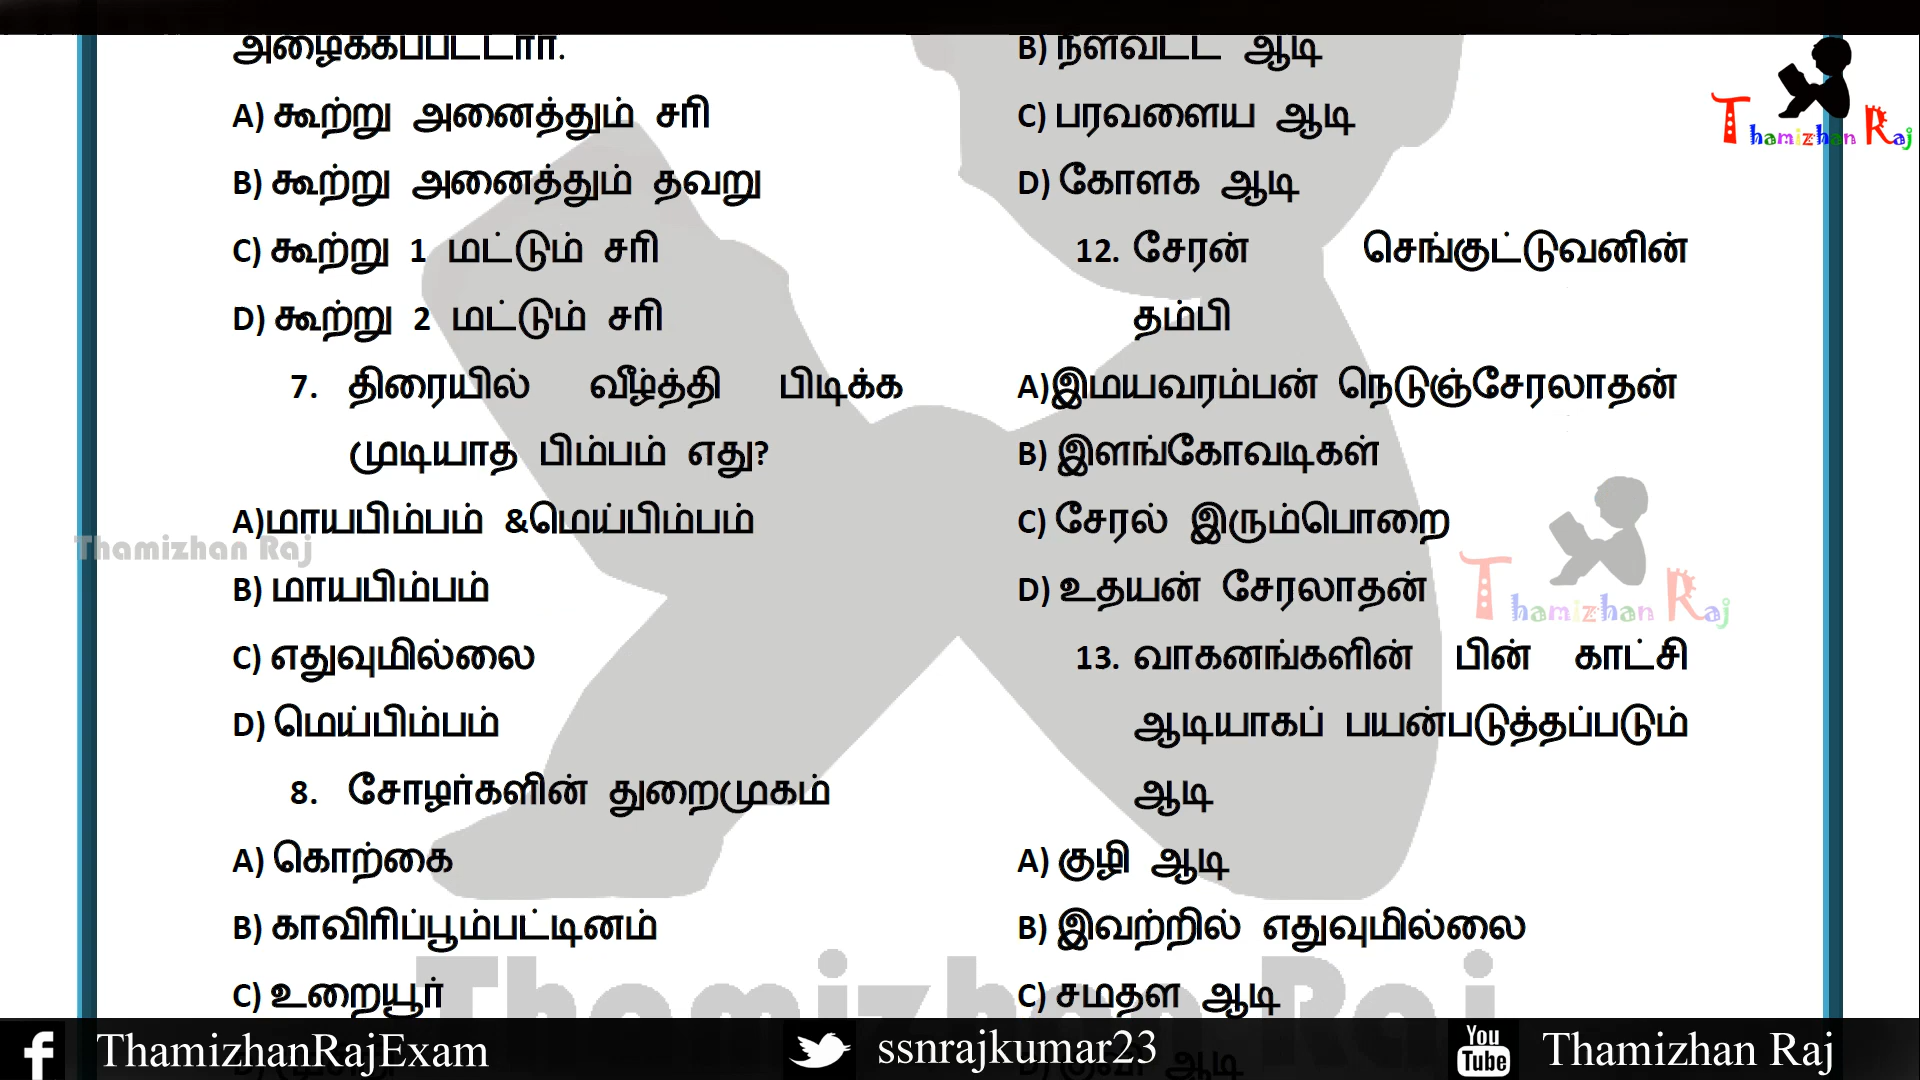 அழைக்கப்பட்டார்.
A) கூற்று அனைத்தும் சரி
B) கூற்று அனைத்தும் தவறு
C) கூற்று 1 மட்டும் சரி
D) கூற்று 2 மட்டும் சரி
7. திரையில் வீழ்த்தி பிடிக்க
முடியாத பிம்பம் எது?
A)மாயபிம்பம் &மெய்பிம்பம்
B) மாயபிம்பம்
C) எதுவுமில்லை
D) மெய்பிம்பம்
8. சோழர்களின் துறைமுகம்
A) கொற்கை
B) காவிரிப்பூம்பட்டினம்
C) உறையூர்
B) நீள்வட்ட ஆடி
C) பரவளைய ஆடி
D) கோளக ஆடி
12. சேரன் செங்குட்டுவனின்
தம்பி
A)இமயவரம்பன் நெடுஞ்சேரலாதன்
B) இளங்கோவடிகள்
C) சேரல் இரும்பொறை
D) உதயன் சேரலாதன்
13. வாகனங்களின் பின் காட்சி
ஆடியாகப் பயன்படுத்தப்படும்
ஆடி
A) குழி ஆடி
B) இவற்றில் எதுவுமில்லை
C) சமதள ஆடி
D) குவி ஆடி
Thamizhan Raj
Thamizhan Raj
Thamizhan Raj
Thamizhan Raj
ThamizhanRajExam
ssnrajkumar23
You Tube
Thamizhan Raj